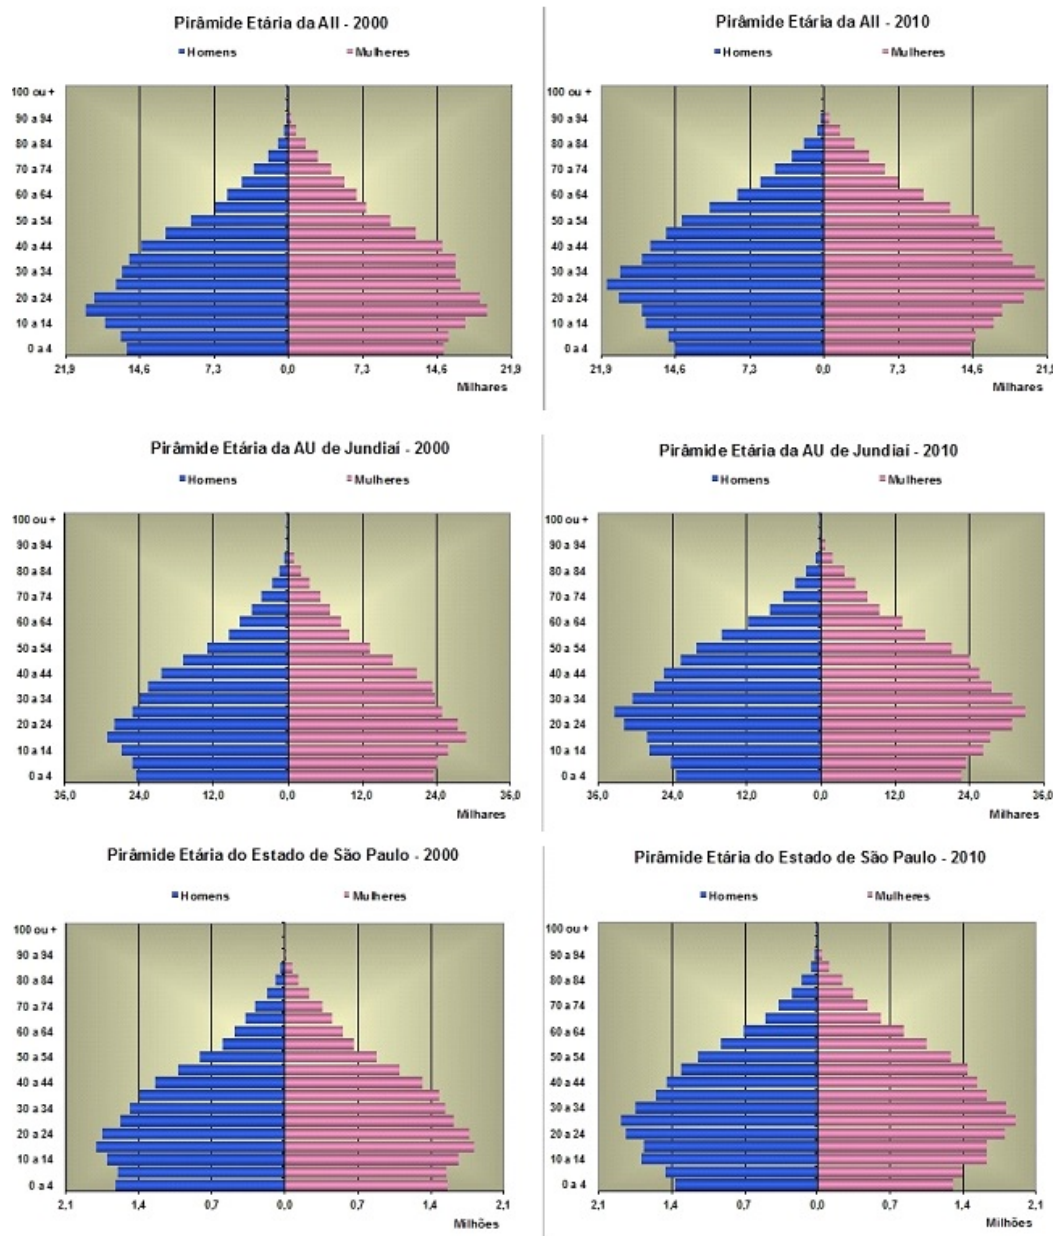 Pirâmide Etária da AII - 2000
Homens Mulheres
100 ou +
90 a 94
80 a 84
70 a 74
60 a 64
50 a 54
40 a 44
30 a 34
20 a 24
10 a 14
0 a 4
21,9 14,6 7,3 0,0 7,3 14,6 21,9
Milhares
Pirâmide Etária da AII - 2010
Homens Mulheres
100 ou +
90 a 94
80 a 84
70 a 74
60 a 64
50 a 54
40 a 44
30 a 34
20 a 24
10 a 14
0 a 4
21,9 14,6 7,3 0,0 7,3 14,6 21,9
Milhares
Pirâmide Etária da AU de Jundiaí - 2000
Homens Mulheres
100 ou +
90 a 94
80 a 84
70 a 74
60 a 64
50 a 54
40 a 44
30 a 34
20 a 24
10 a 14
0 a 4
36,0 24,0 12,0 0,0 12,0 24,0 36,0
Milhares
Pirâmide Etária da AU de Jundiaí - 2010
Homens Mulheres
100 ou +
90 a 94
80 a 84
70 a 74
60 a 64
50 a 54
40 a 44
30 a 34
20 a 24
10 a 14
0 a 4
36,0 24,0 12,0 0,0 12,0 24,0 36,0
Milhares
Pirâmide Etária do Estado de São Paulo - 2000
Homens Mulheres
100 ou +
90 a 94
80 a 84
70 a 74
60 a 64
50 a 54
40 a 44
30 a 34
20 a 24
10 a 14
0 a 4
2,1 1,4 0,7 0,0 0,7 1,4 2,1
Milhões
Pirâmide Etária do Estado de São Paulo - 2010
Homens Mulheres
100 ou +
90 a 94
80 a 84
70 a 74
60 a 64
50 a 54
40 a 44
30 a 34
20 a 24
10 a 14
0 a 4
2,1 1,4 0,7 0,0 0,7 1,4 2,1
Milhões